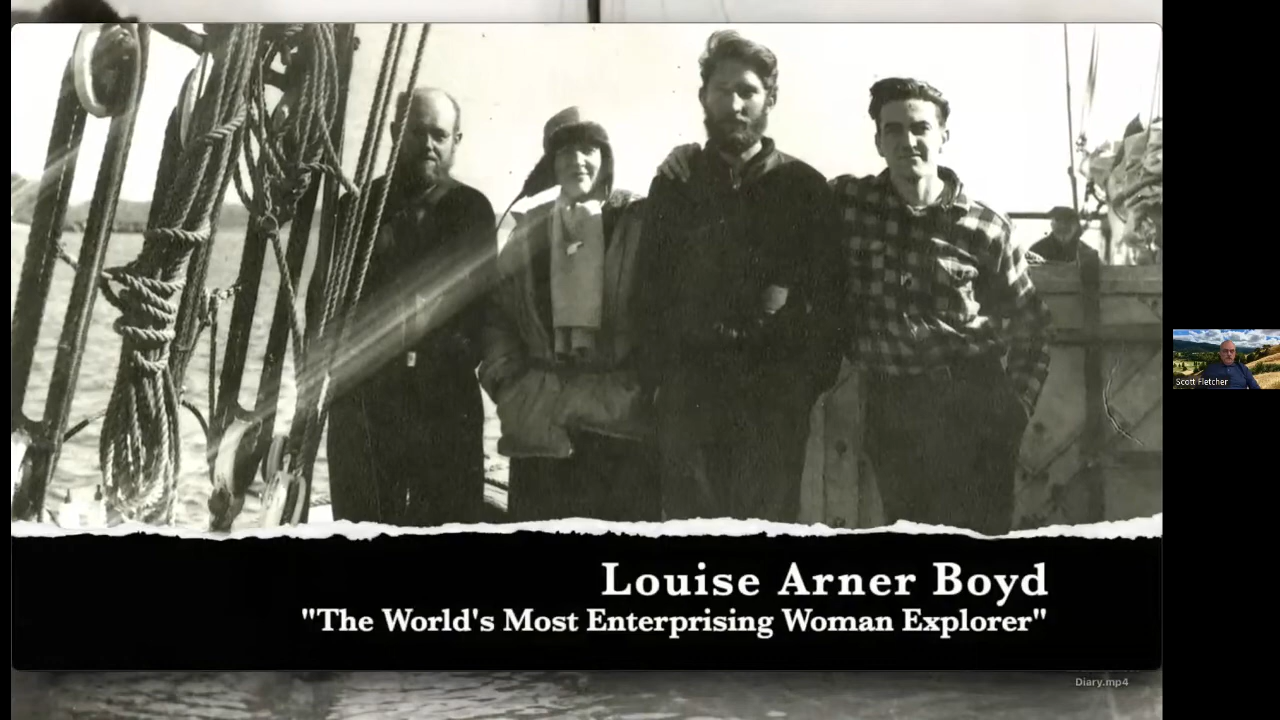 Louise Arner Boyd
"The World's Most Enterprising Woman Explorer"
Scott Fletcher
Diary.mp4